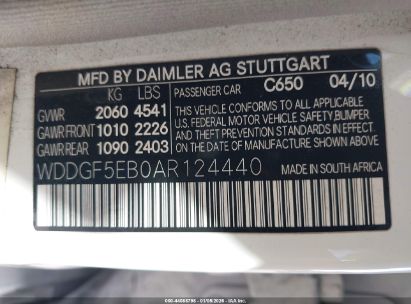 MFD BY DAIMLER AG STUTTGART
KG LBS PASSENGER CAR C650 04/10
GVWR 2060 4541 THIS VEHICLE CONFORMS TO ALL APPLICABLE
GAWR FRONT 1010 2226 U.S. FEDERAL MOTOR VEHICLE SAFETY, BUMPER,
GAWR REAR 1090 2403 AND THEFT PREVENTION STANDARDS IN EFFECT ON
THE DATE OF MANUFACTURE SHOWN ABOVE.
WDDGF5EB0AR124440 MADE IN SOUTH AFRICA